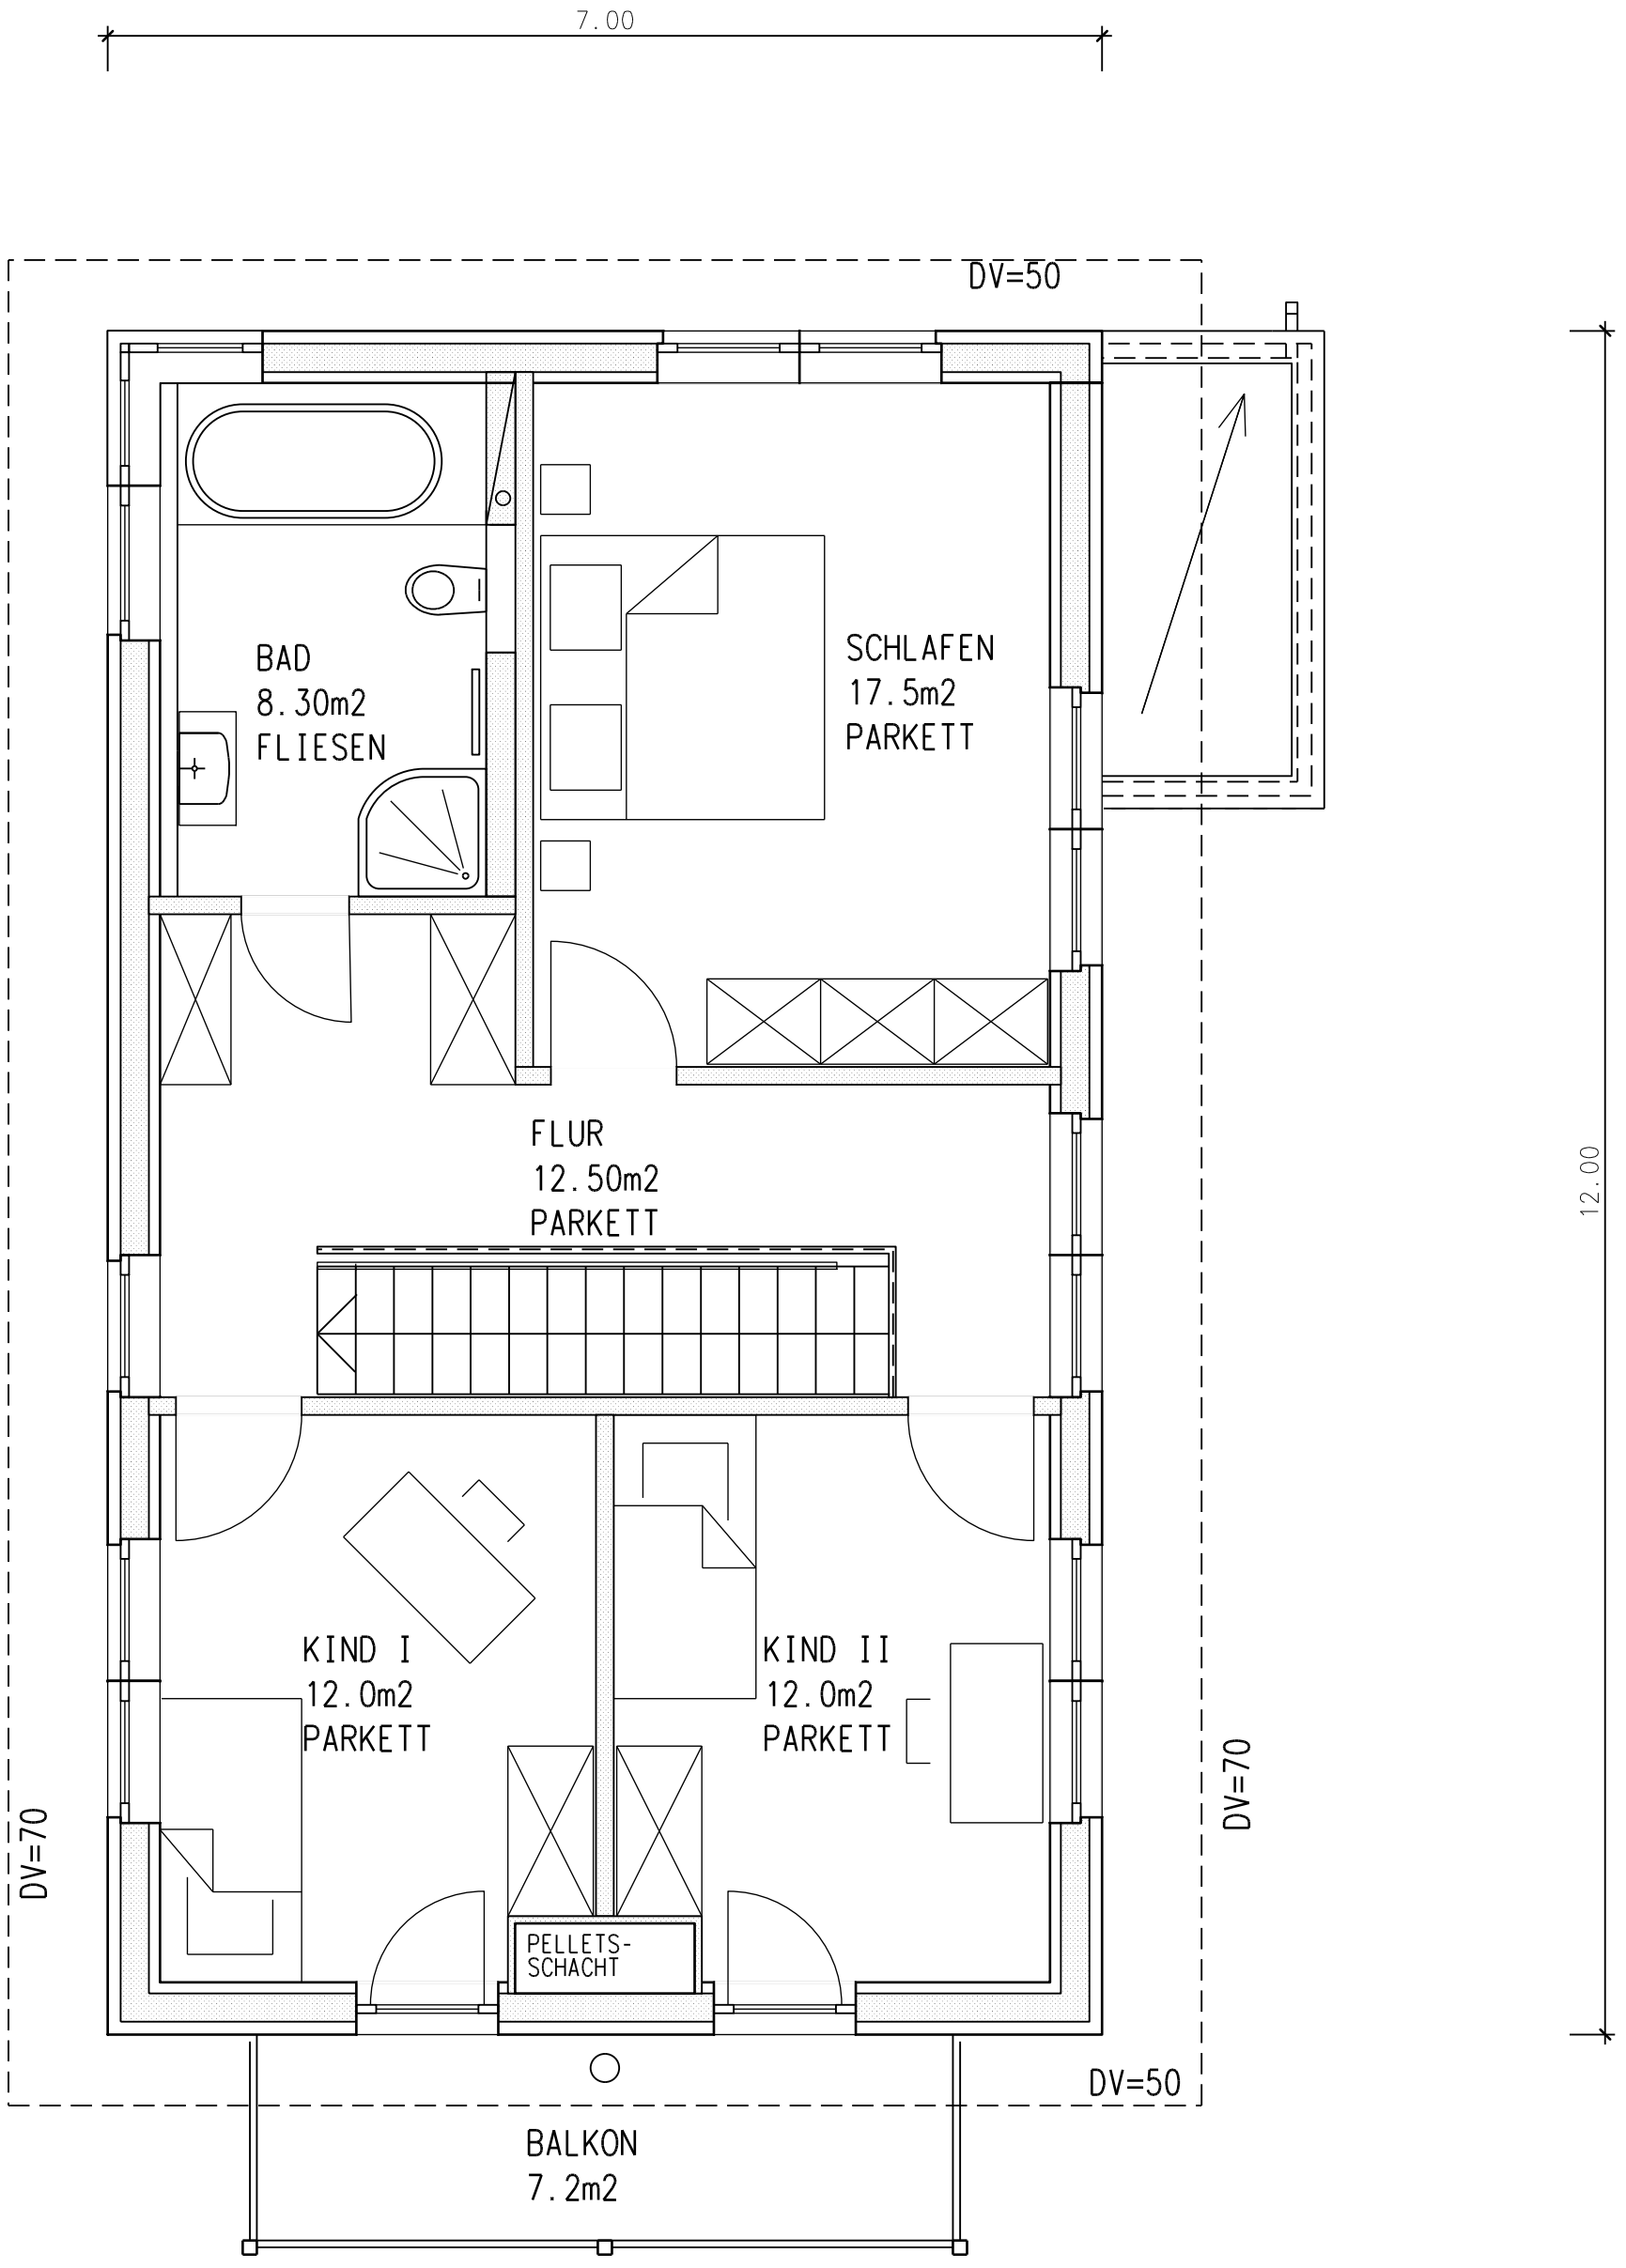 7.00
DV=50
BAD
8.30m2
FLIESEN
SCHLAFEN
17.5m2
PARKETT
FLUR
12.50m2
PARKETT
12.00
KIND I
12.0m2
PARKETT
KIND II
12.0m2
PARKETT
DV=70
DV=70
PELLETS-
SCHACHT
DV=50
BALKON
7.2m2